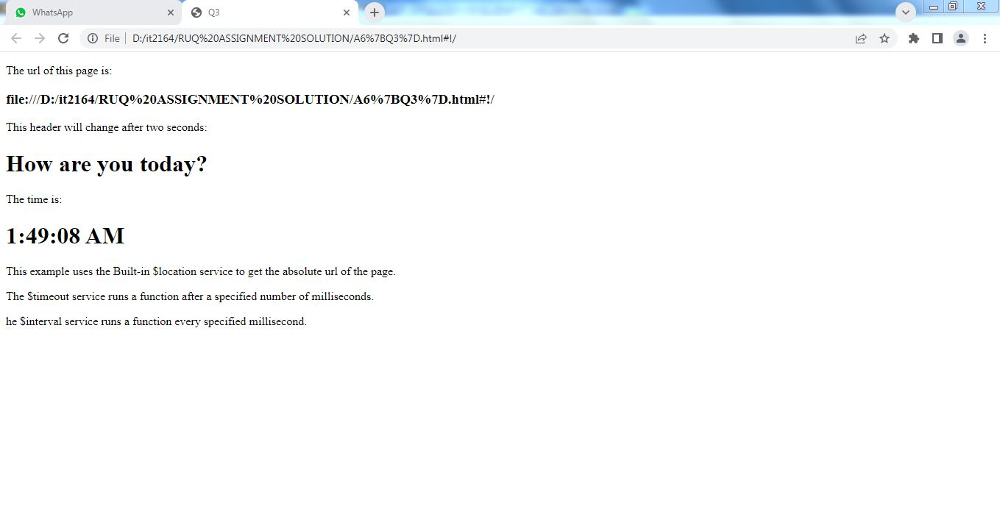 WhatsApp
Q3
File
D:/it2164/RUQ%20ASSIGNMENT%20SOLUTION/A6%7BQ3%7D.html#!/
The url of this page is:
file:///D:/it2164/RUQ%20ASSIGNMENT%20SOLUTION/A6%7BQ3%7D.html#!/
This header will change after two seconds:
How are you today?
The time is:
1:49:08 AM
This example uses the Built-in $location service to get the absolute url of the page.
The $timeout service runs a function after a specified number of milliseconds.
he $interval service runs a function every specified millisecond.